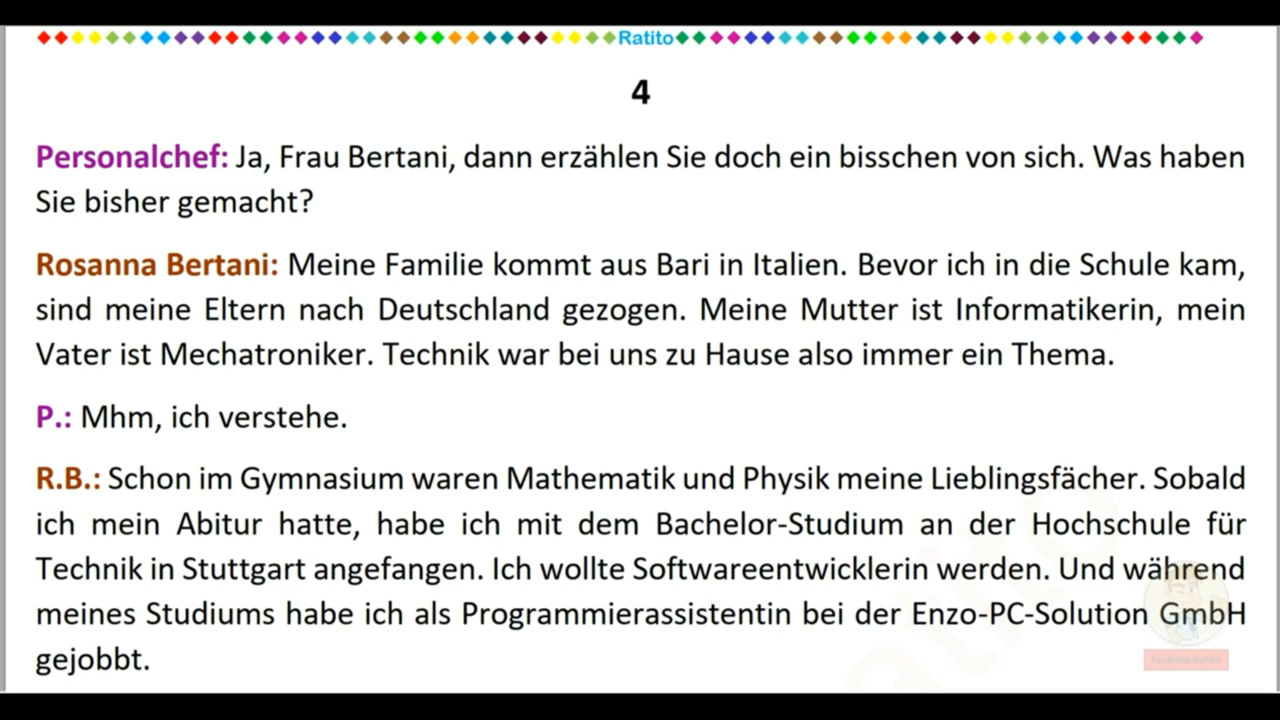 Ratito
4
Personalchef: Ja, Frau Bertani, dann erzählen Sie doch ein bisschen von sich. Was haben
Sie bisher gemacht?
Rosanna Bertani: Meine Familie kommt aus Bari in Italien. Bevor ich in die Schule kam,
sind meine Eltern nach Deutschland gezogen. Meine Mutter ist Informatikerin, mein
Vater ist Mechatroniker. Technik war bei uns zu Hause also immer ein Thema.
P.: Mhm, ich verstehe.
R.B.: Schon im Gymnasium waren Mathematik und Physik meine Lieblingsfächer. Sobald
ich mein Abitur hatte, habe ich mit dem Bachelor-Studium an der Hochschule für
Technik in Stuttgart angefangen. Ich wollte Softwareentwicklerin werden. Und während
meines Studiums habe ich als Programmierassistentin bei der Enzo-PC-Solution GmbH
gejobbt.